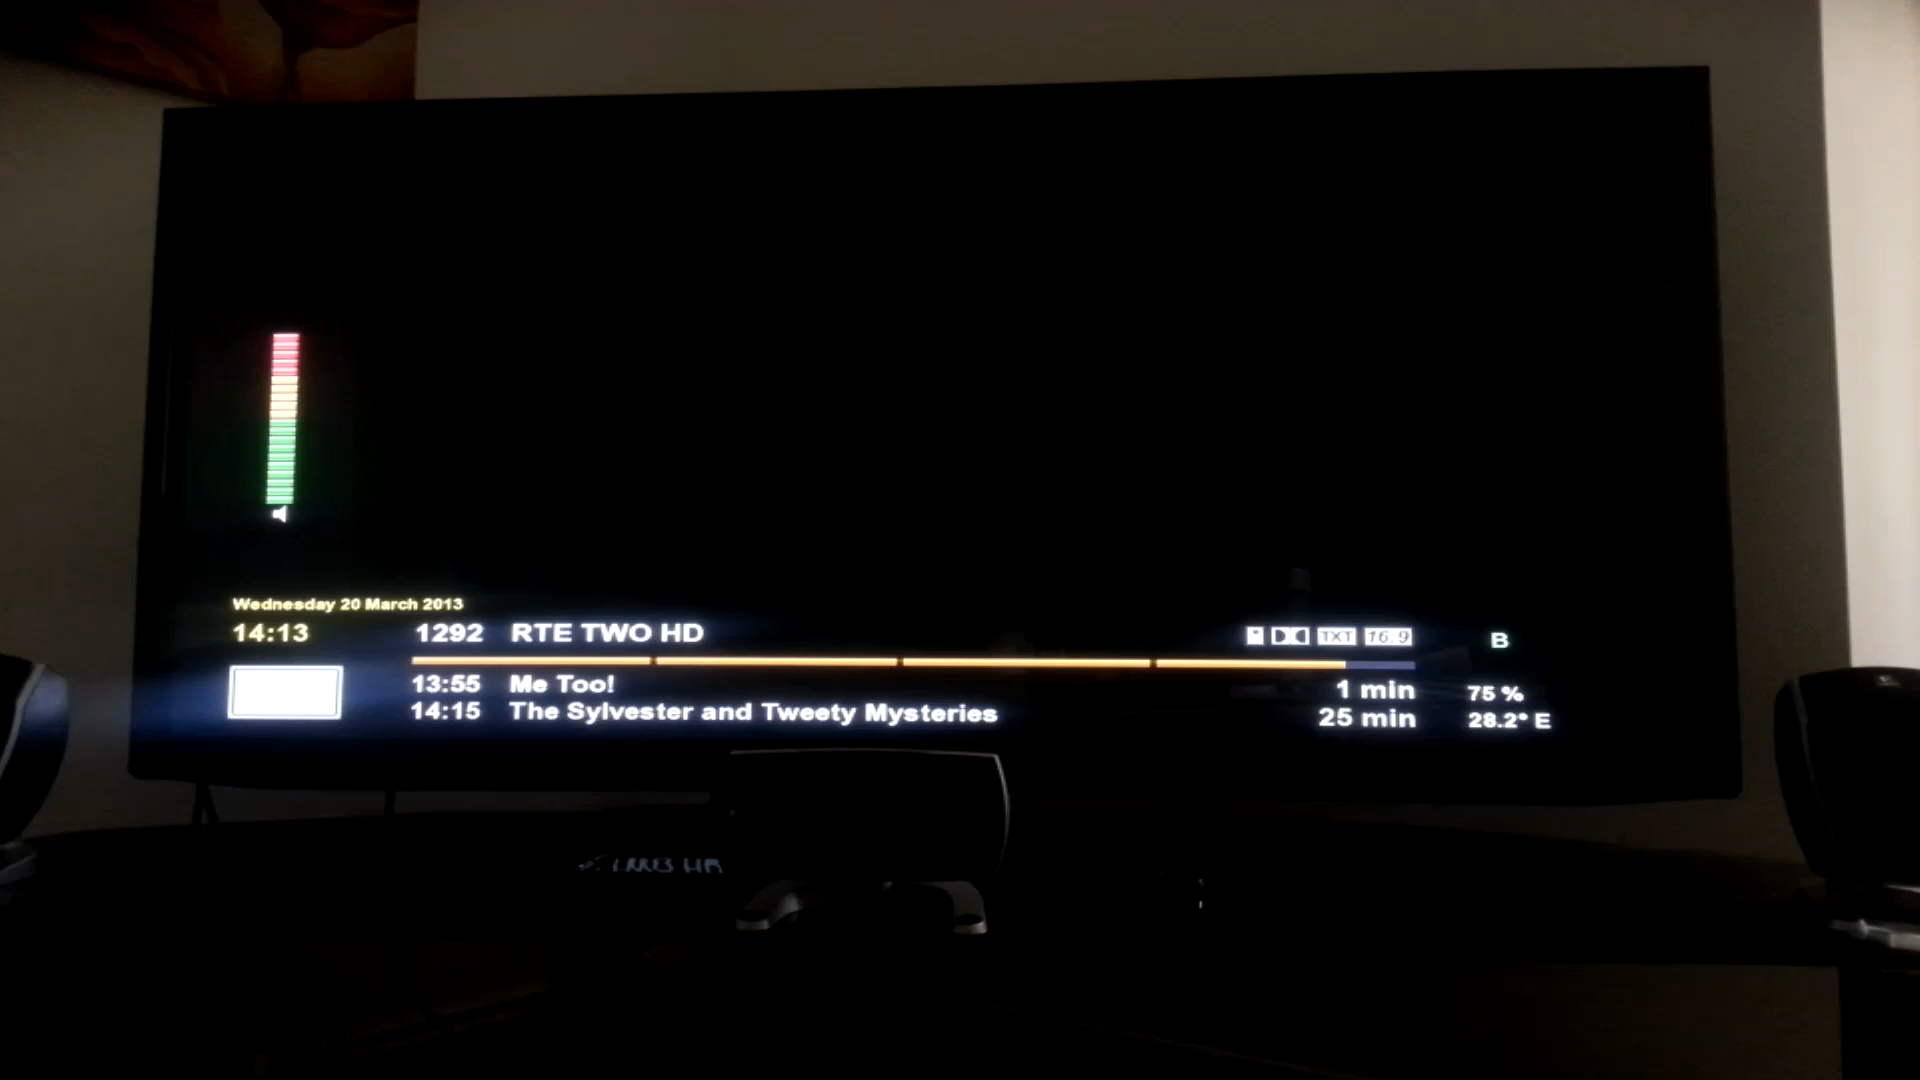 Wednesday 20 March 2013
14:13 1292 RTE TWO HD TXT 16:9 B
13:55 Me Too! 1 min 75 %
14:15 The Sylvester and Tweety Mysteries 25 min 28.2° E